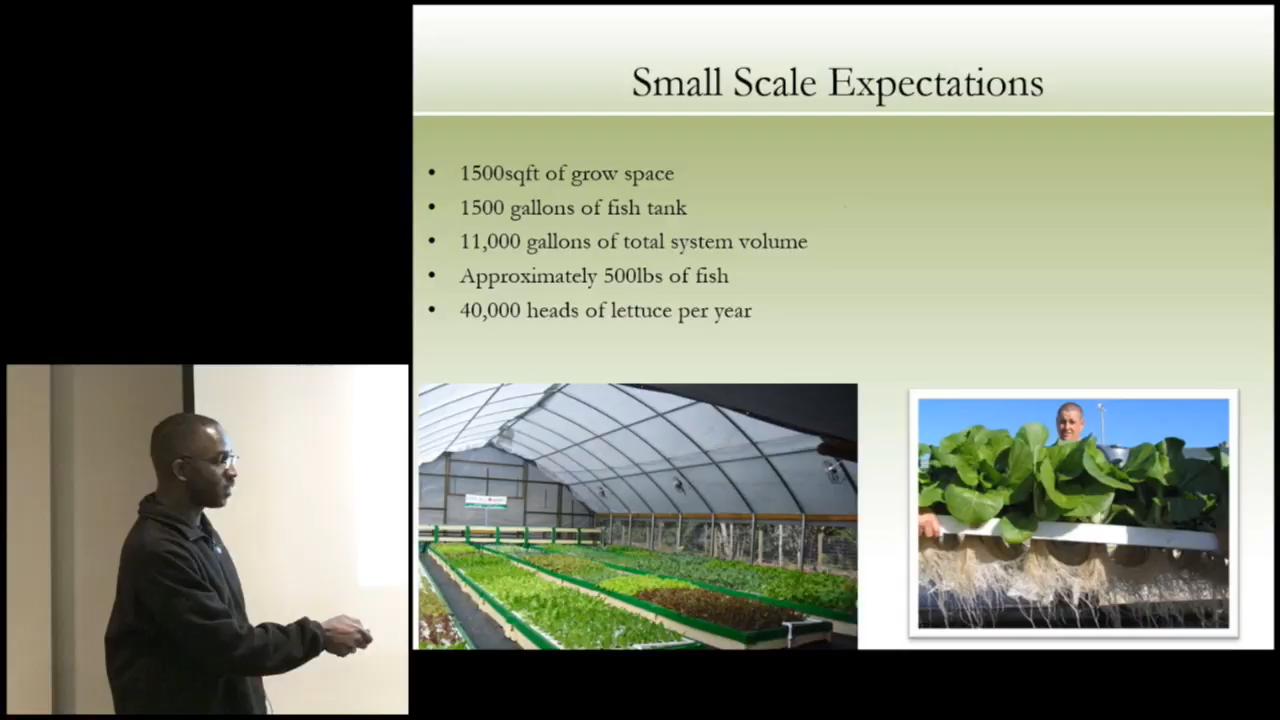 Small Scale Expectations
• 1500sqft of grow space
• 1500 gallons of fish tank
• 11,000 gallons of total system volume
• Approximately 500lbs of fish
• 40,000 heads of lettuce per year